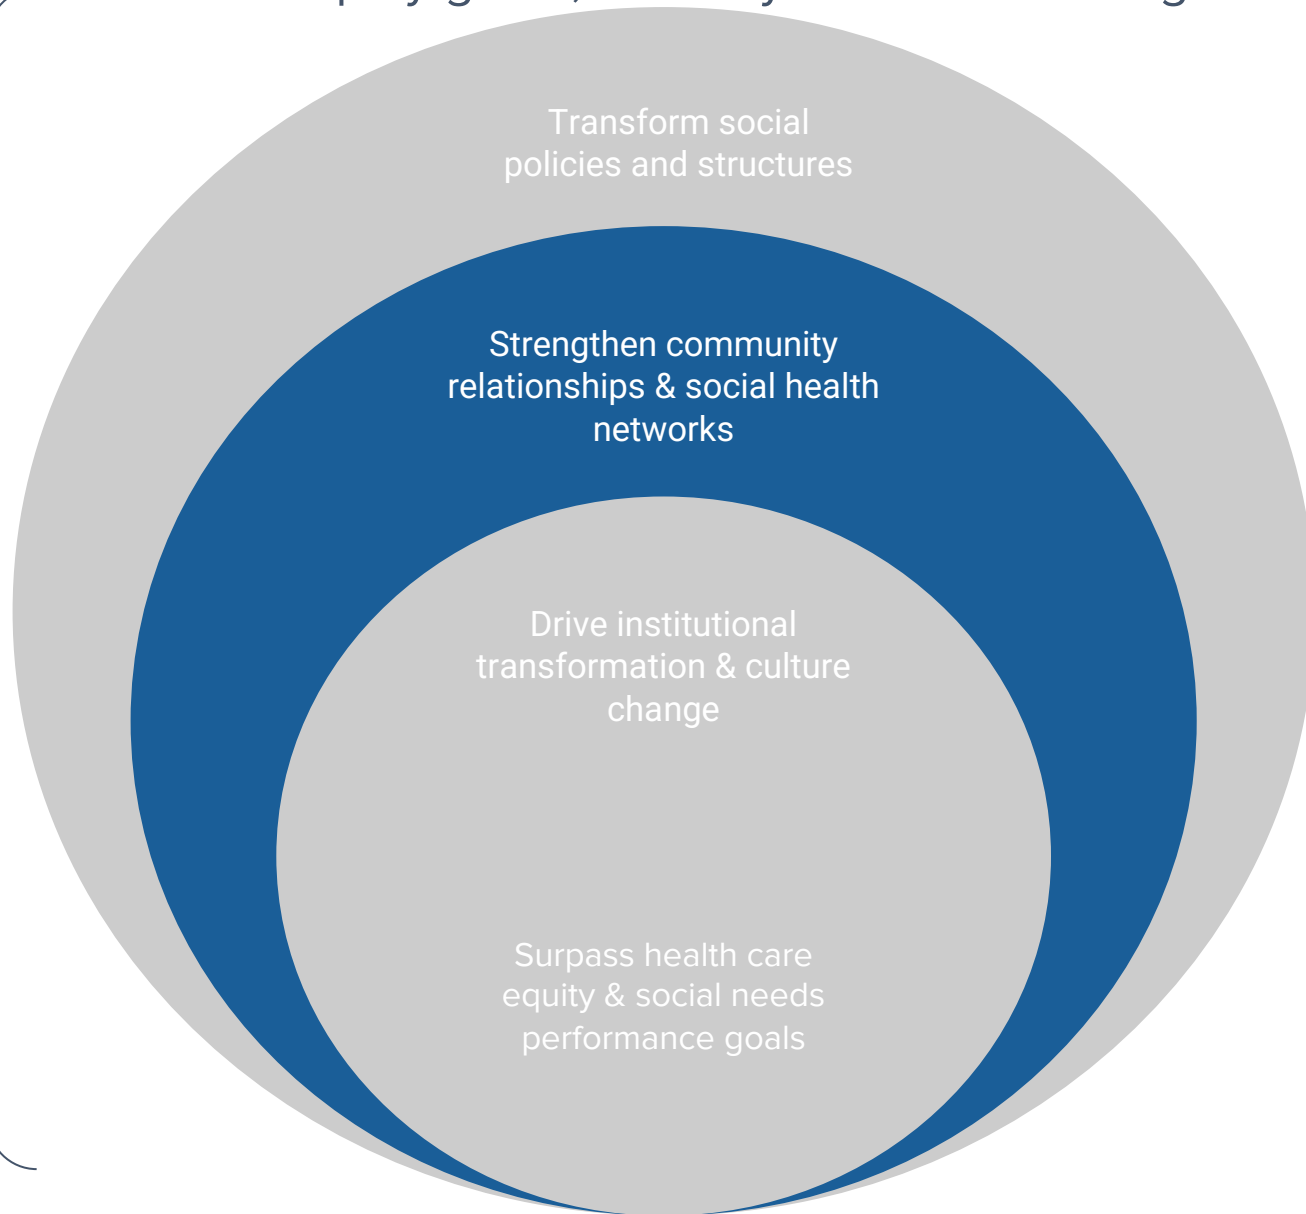 Transform social
policies and structures
Strengthen community
relationships & social health
networks
Drive institutional
transformation & culture
change
Surpass health care
equity & social needs
performance goals